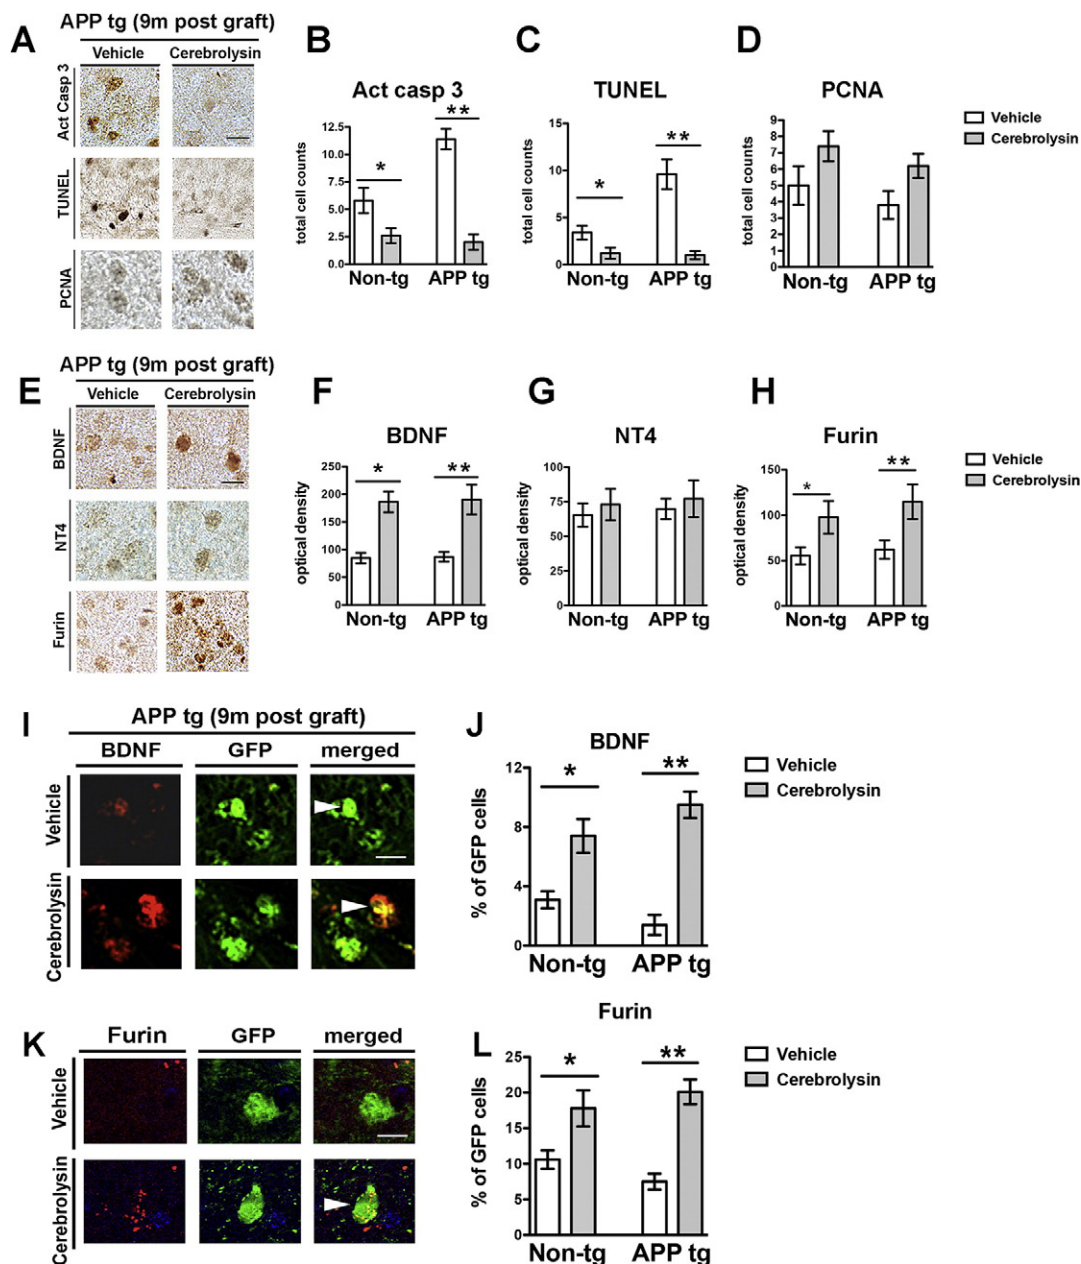 APP tg (9m post graft)
A
Vehicle Cerebrolysin
Act Casp 3
TUNEL
PCNA
B
Act casp 3
total cell counts
12.5
10.0
7.5
5.0
2.5
0.0
*
**
Non-tg APP tg
C
TUNEL
total cell counts
15
10
5
0
*
**
Non-tg APP tg
D
PCNA
total cell counts
9
8
7
6
5
4
3
2
1
0
Non-tg APP tg
Vehicle
Cerebrolysin
APP tg (9m post graft)
E
Vehicle Cerebrolysin
BDNF
NT4
Furin
F
BDNF
optical density
250
200
150
100
50
0
*
**
Non-tg APP tg
G
NT4
optical density
100
75
50
25
0
Non-tg APP tg
H
Furin
optical density
150
100
50
0
*
**
Non-tg APP tg
Vehicle
Cerebrolysin
I
APP tg (9m post graft)
BDNF GFP merged
Vehicle
Cerebrolysin
J
BDNF
% of GFP cells
12
8
4
0
*
**
Non-tg APP tg
Vehicle
Cerebrolysin
K
Furin GFP merged
Vehicle
Cerebrolysin
L
Furin
% of GFP cells
25
20
15
10
5
0
*
**
Non-tg APP tg
Vehicle
Cerebrolysin